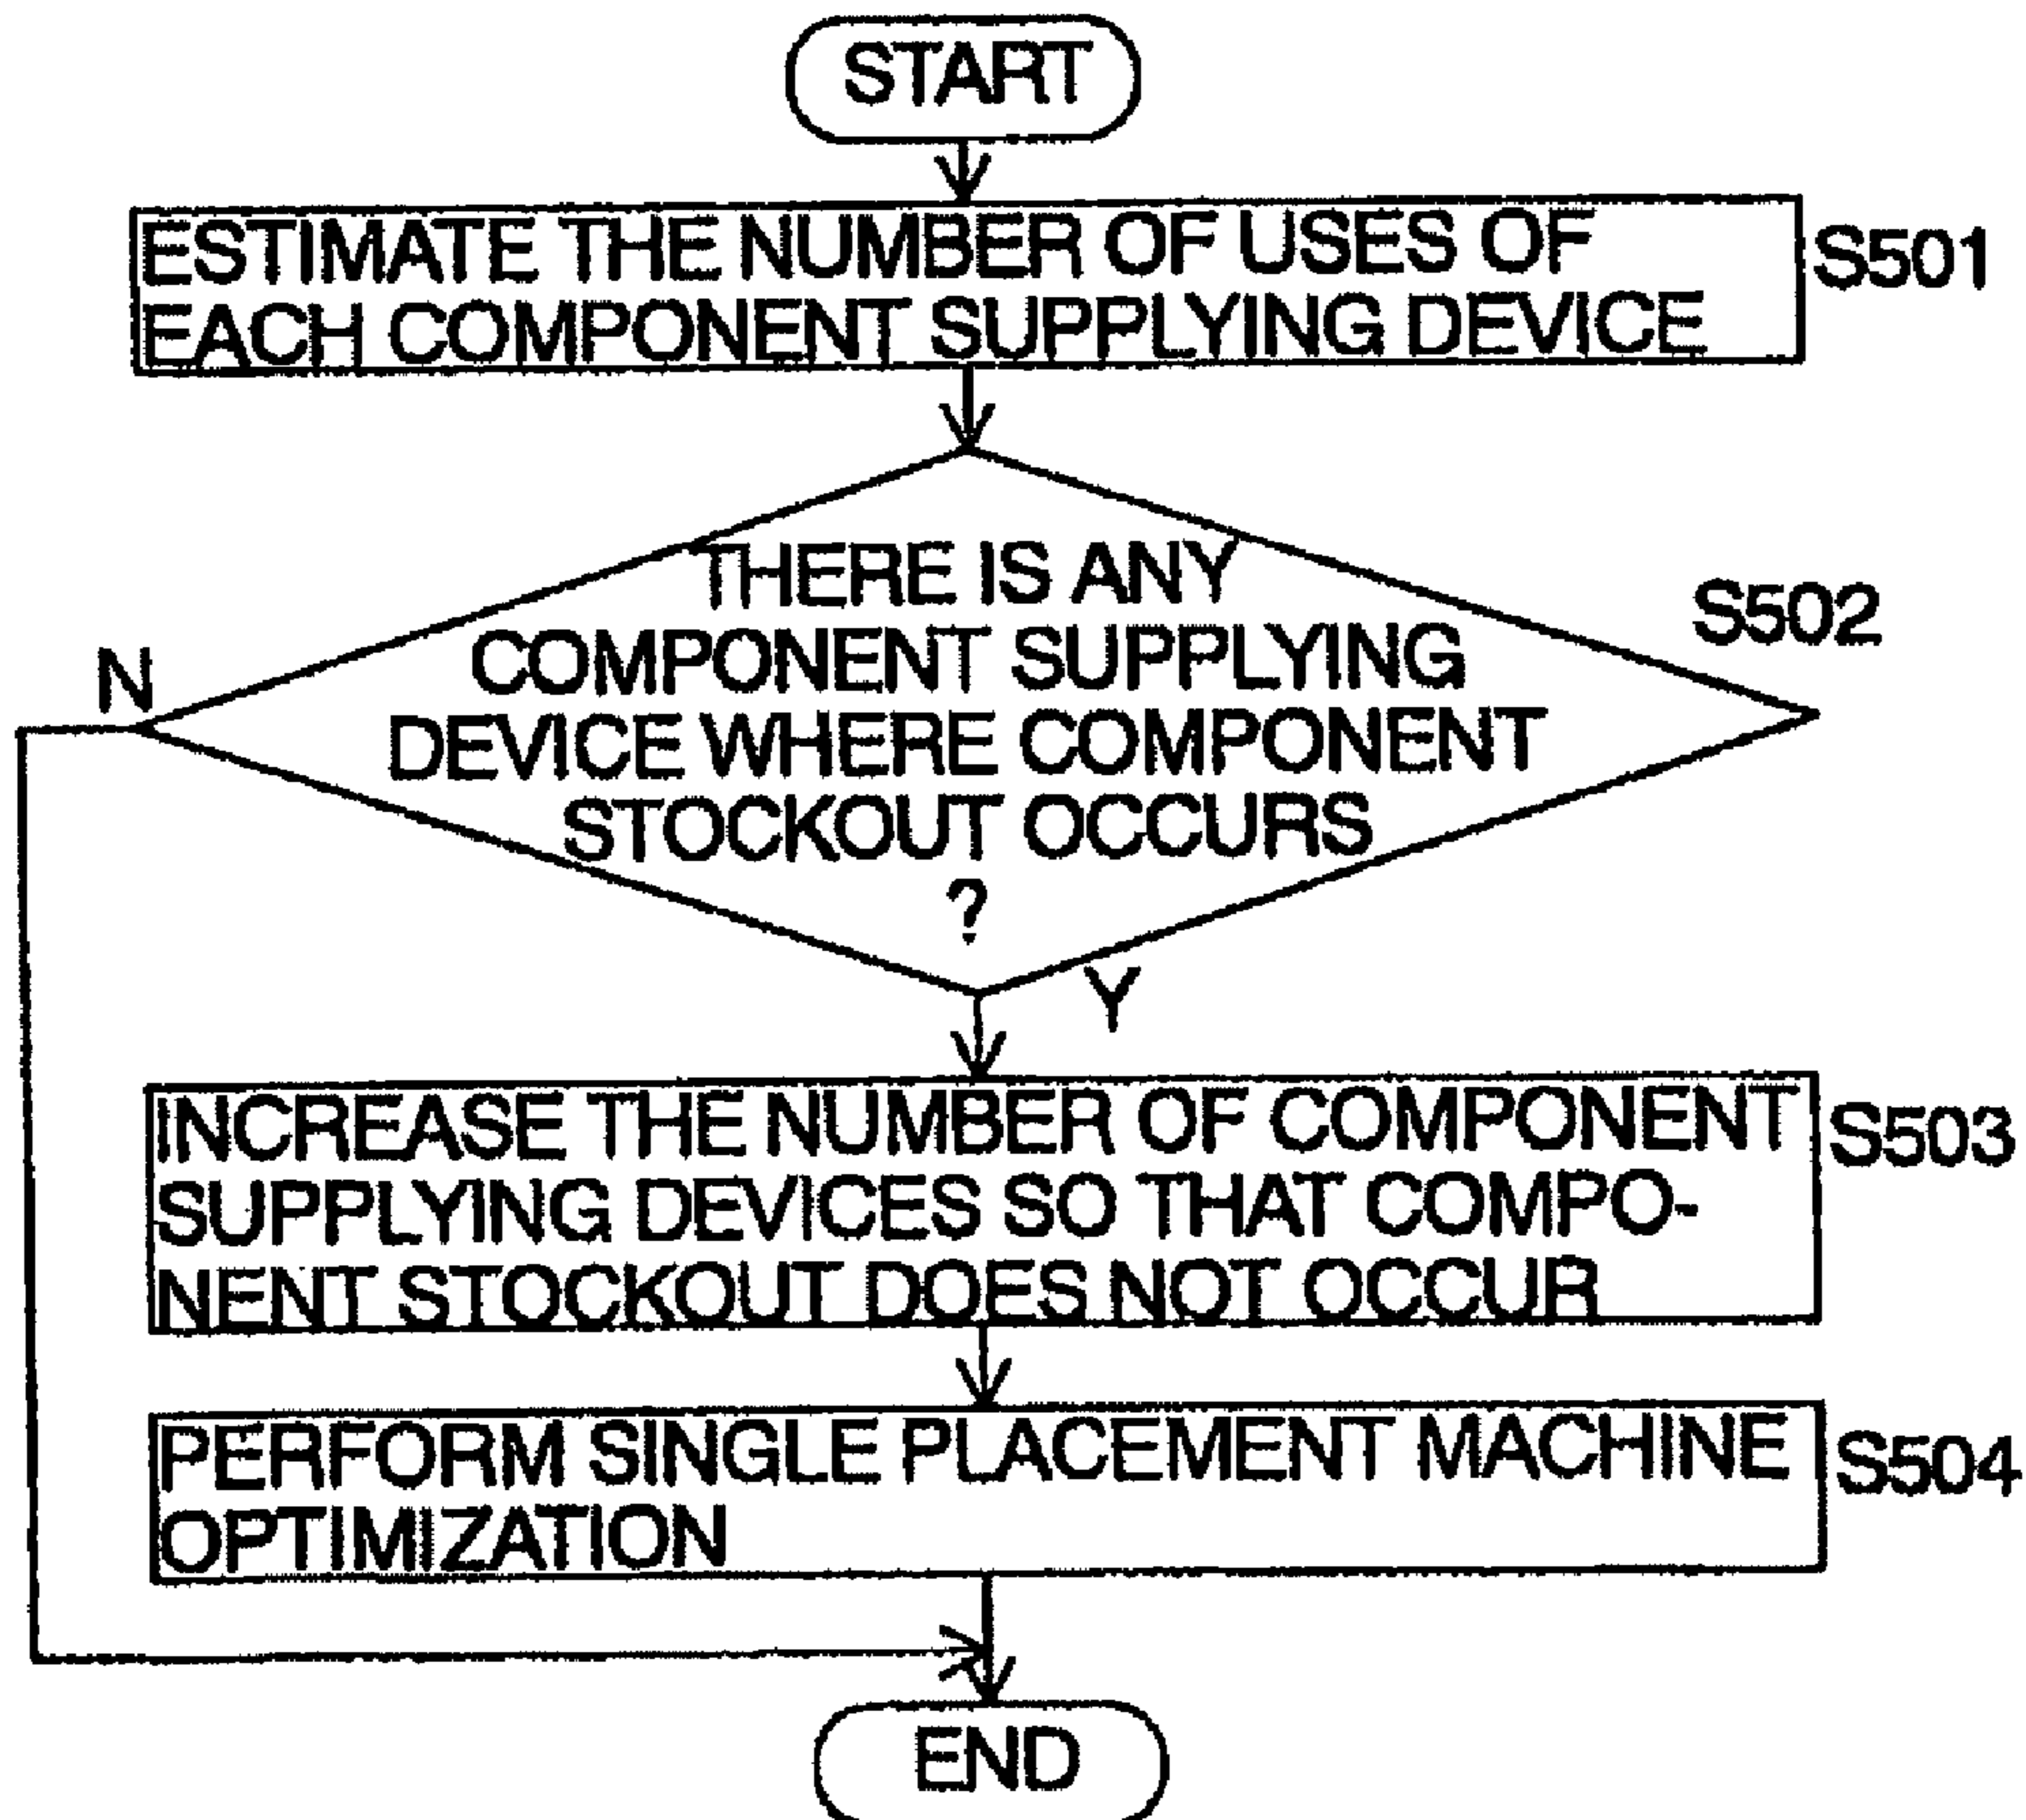 START
ESTIMATE THE NUMBER OF USES OF
EACH COMPONENT SUPPLYING DEVICE
S501
THERE IS ANY
COMPONENT SUPPLYING
DEVICE WHERE COMPONENT
STOCKOUT OCCURS
?
S502
N
Y
INCREASE THE NUMBER OF COMPONENT
SUPPLYING DEVICES SO THAT COMPO-
NENT STOCKOUT DOES NOT OCCUR
S503
PERFORM SINGLE PLACEMENT MACHINE
OPTIMIZATION
S504
END